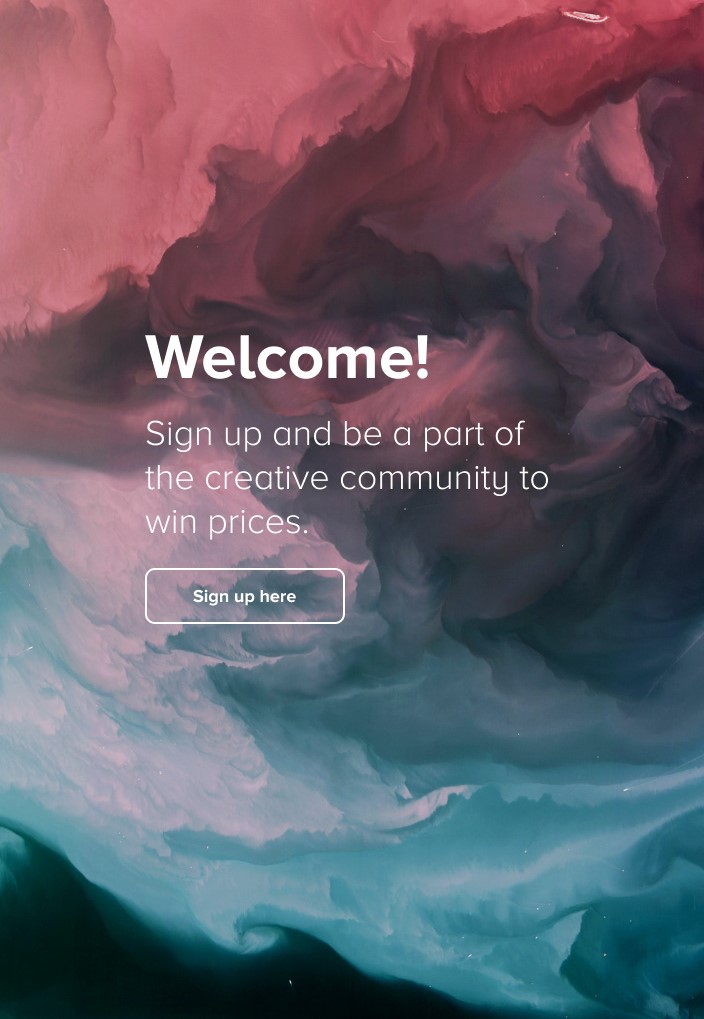 Welcome!
Sign up and be a part of
the creative community to
win prices.
Sign up here